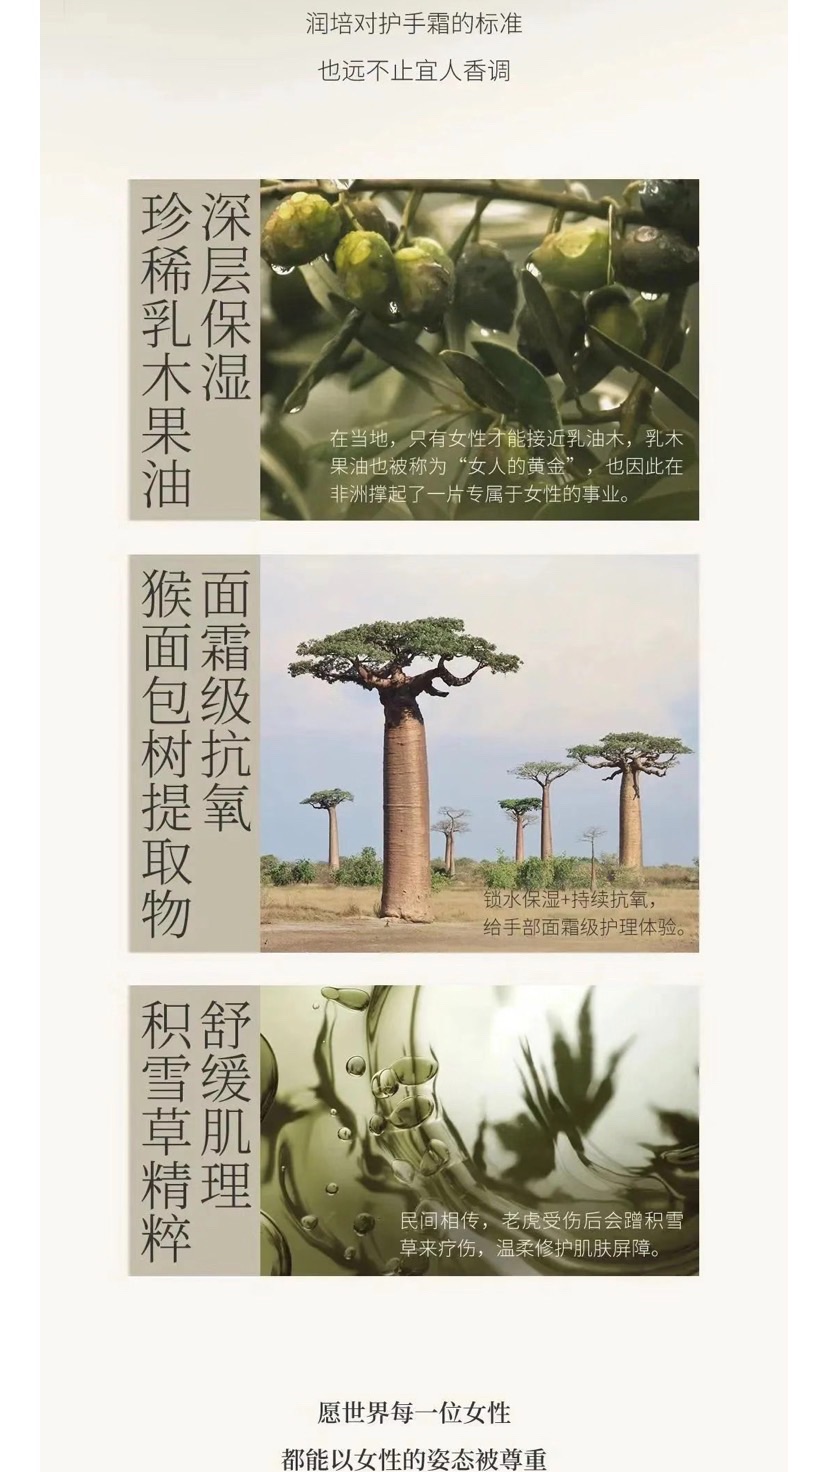 润培对护手霜的标准
也远不止宜人香调
深层保湿
珍稀乳木果油
在当地，只有女性才能接近乳油木，乳木
果油也被称为“女人的黄金”，也因此在
非洲撑起了一片专属于女性的事业。
面霜级抗氧
猴面包树提取物
锁水保湿+持续抗氧，
给手部面霜级护理体验。
舒缓肌理
积雪草精粹
民间相传，老虎受伤后会蹭积雪
草来疗伤，温柔修护肌肤屏障。
愿世界每一位女性
都能以女性的姿态被尊重